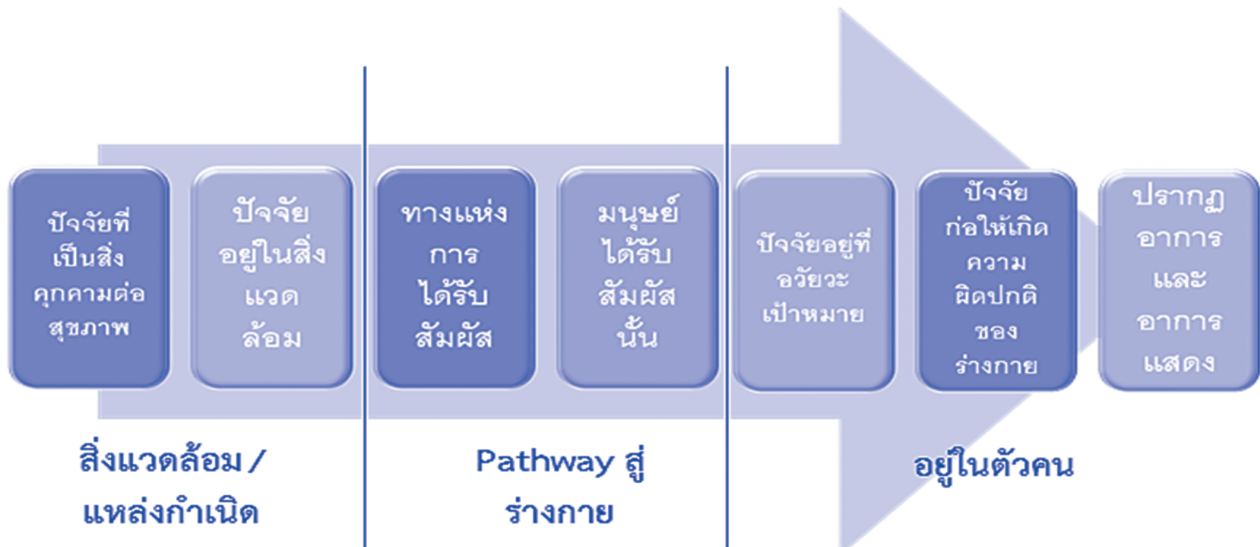 ปัจจัยที่
เป็นสิ่ง
คุกคามต่อ
สุขภาพ
ปัจจัย
อยู่ในสิ่ง
แวด
ล้อม
ทางแห่ง
การ
ได้รับ
สัมผัส
มนุษย์
ได้รับ
สัมผัส
นั้น
ปัจจัยอยู่ที่
อวัยวะ
เป้าหมาย
ปัจจัย
ก่อให้เกิด
ความ
ผิดปกติ
ของ
ร่างกาย
ปรากฏ
อาการ
และ
อาการ
แสดง
สิ่งแวดล้อม /
แหล่งกำเนิด
Pathway สู่
ร่างกาย
อยู่ในตัวคน